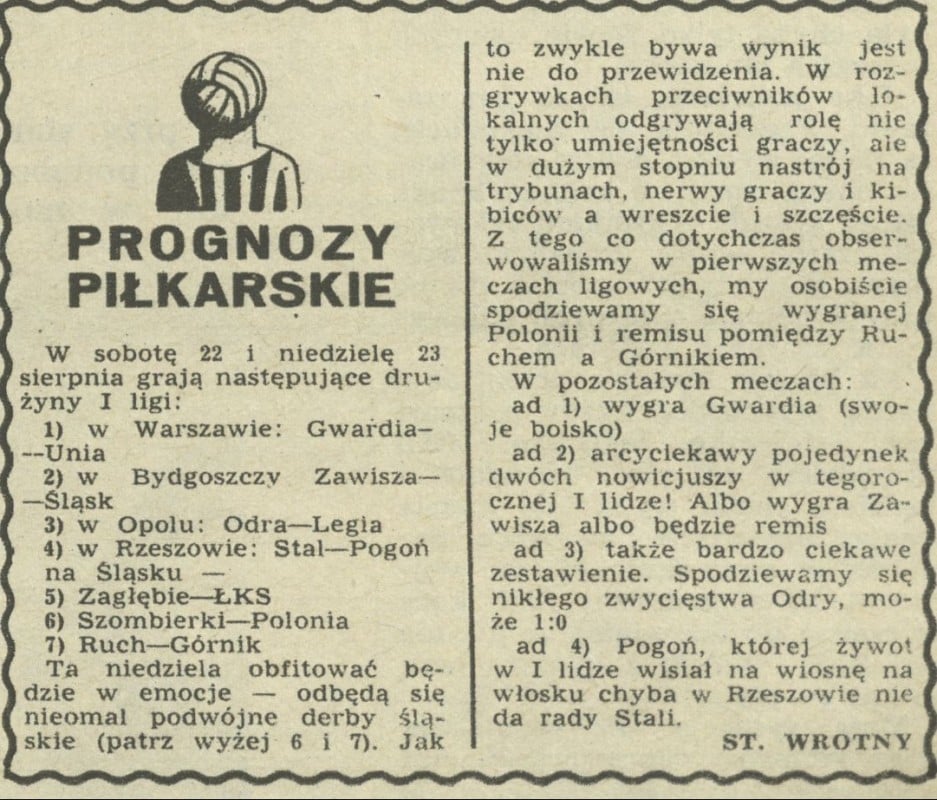 PROGNOZY
PIŁKARSKIE
W sobotę 22 i niedzielę 23
sierpnia grają następujące dru-
żyny I ligi:
1) w Warszawie: Gwardia—
—Unia
2) w Bydgoszczy Zawisza—
—Śląsk
3) w Opolu: Odra—Legia
4) w Rzeszowie: Stal—Pogoń
na Śląsku —
5) Zagłębie—ŁKS
6) Szombierki—Polonia
7) Ruch—Górnik
Ta niedziela obfitować bę-
dzie w emocje — odbędą się
nieomal podwójne derby ślą-
skie (patrz wyżej 6 i 7). Jak
to zwykle bywa wynik jest
nie do przewidzenia. W roz-
grywkach przeciwników lo-
kalnych odgrywają rolę nie
tylko umiejętności graczy, ale
w dużym stopniu nastrój na
trybunach, nerwy graczy i ki-
biców a wreszcie i szczęście.
Z tego co dotychczas obser-
wowaliśmy w pierwszych me-
czach ligowych, my osobiście
spodziewamy się wygranej
Polonii i remisu pomiędzy Ru-
chem a Górnikiem.
W pozostałych meczach:
ad 1) wygra Gwardia (swo-
je boisko)
ad 2) arcyciekawy pojedynek
dwóch nowicjuszy w tegoro-
cznej I lidze! Albo wygra Za-
wisza albo będzie remis
ad 3) także bardzo ciekawe
zestawienie. Spodziewamy się
nikłego zwycięstwa Odry, mo-
że 1:0
ad 4) Pogoń, której żywot
w I lidze wisiał na wiosnę na
włosku chyba w Rzeszowie nie
da rady Stali.
ST. WROTNY